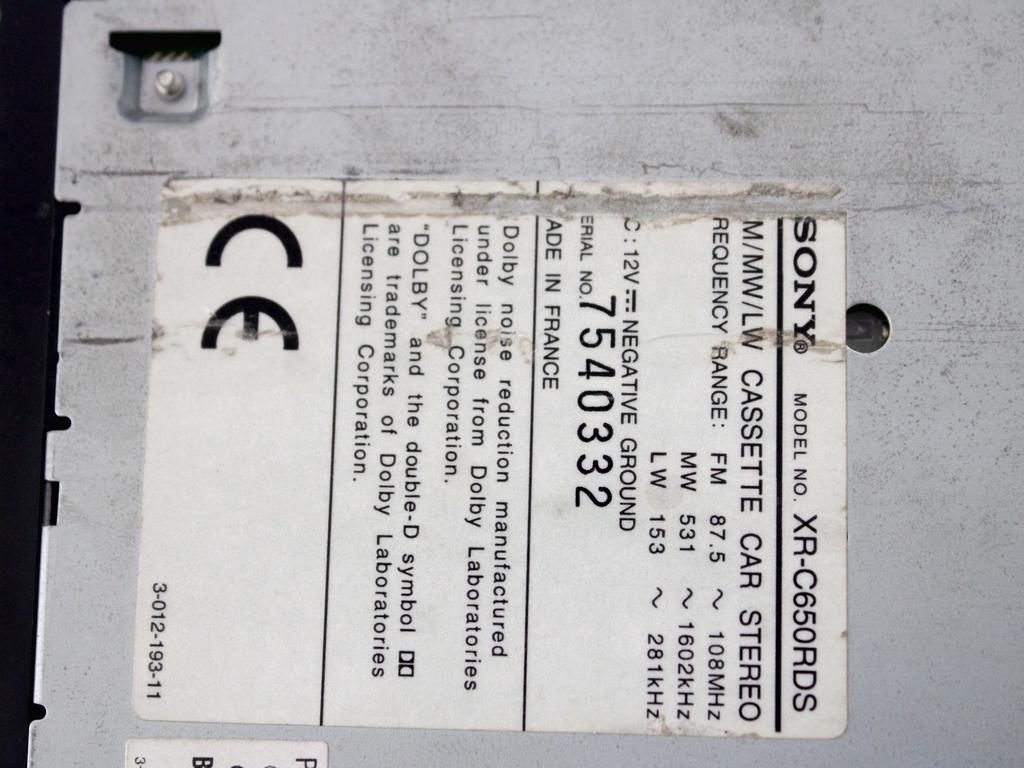 SONY® MODEL NO. XR-C650RDS
M/MW/LW CASSETTE CAR STEREO
REQUENCY RANGE: FM 87.5 ~ 108MHz
MW 531 ~ 1602kHz
LW 153 ~ 281kHz
C : 12V⎓NEGATIVE GROUND
ERIAL NO. 7540332
ADE IN FRANCE
Dolby noise reduction manufactured
under license from Dolby Laboratories
Licensing Corporation.
"DOLBY" and the double-D symbol
are trademarks of Dolby Laboratories
Licensing Corporation.
CE
3-012-193-11